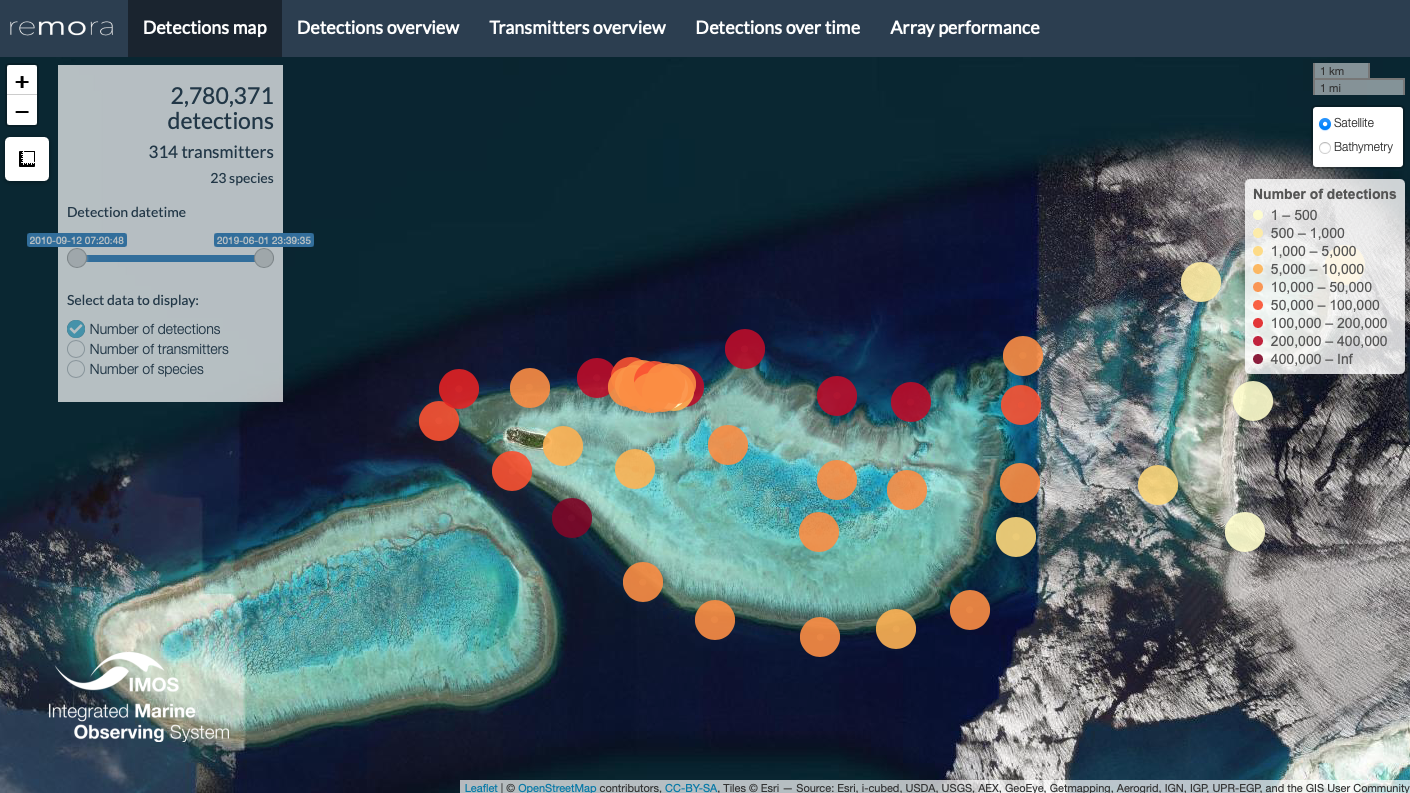 remora
Detections map
Detections overview
Transmitters overview
Detections over time
Array performance
+
−
2,780,371
detections
314 transmitters
23 species
Detection datetime
2010-09-12 07:20:48
2019-06-01 23:39:35
Select data to display:
Number of detections
Number of transmitters
Number of species
1 km
1 mi
Satellite
Bathymetry
Number of detections
1 – 500
500 – 1,000
1,000 – 5,000
5,000 – 10,000
10,000 – 50,000
50,000 – 100,000
100,000 – 200,000
200,000 – 400,000
400,000 – Inf
IMOS
Integrated Marine
Observing System
Leaflet | © OpenStreetMap contributors, CC-BY-SA, Tiles © Esri — Source: Esri, i-cubed, USDA, USGS, AEX, GeoEye, Getmapping, Aerogrid, IGN, IGP, UPR-EGP, and the GIS User Community